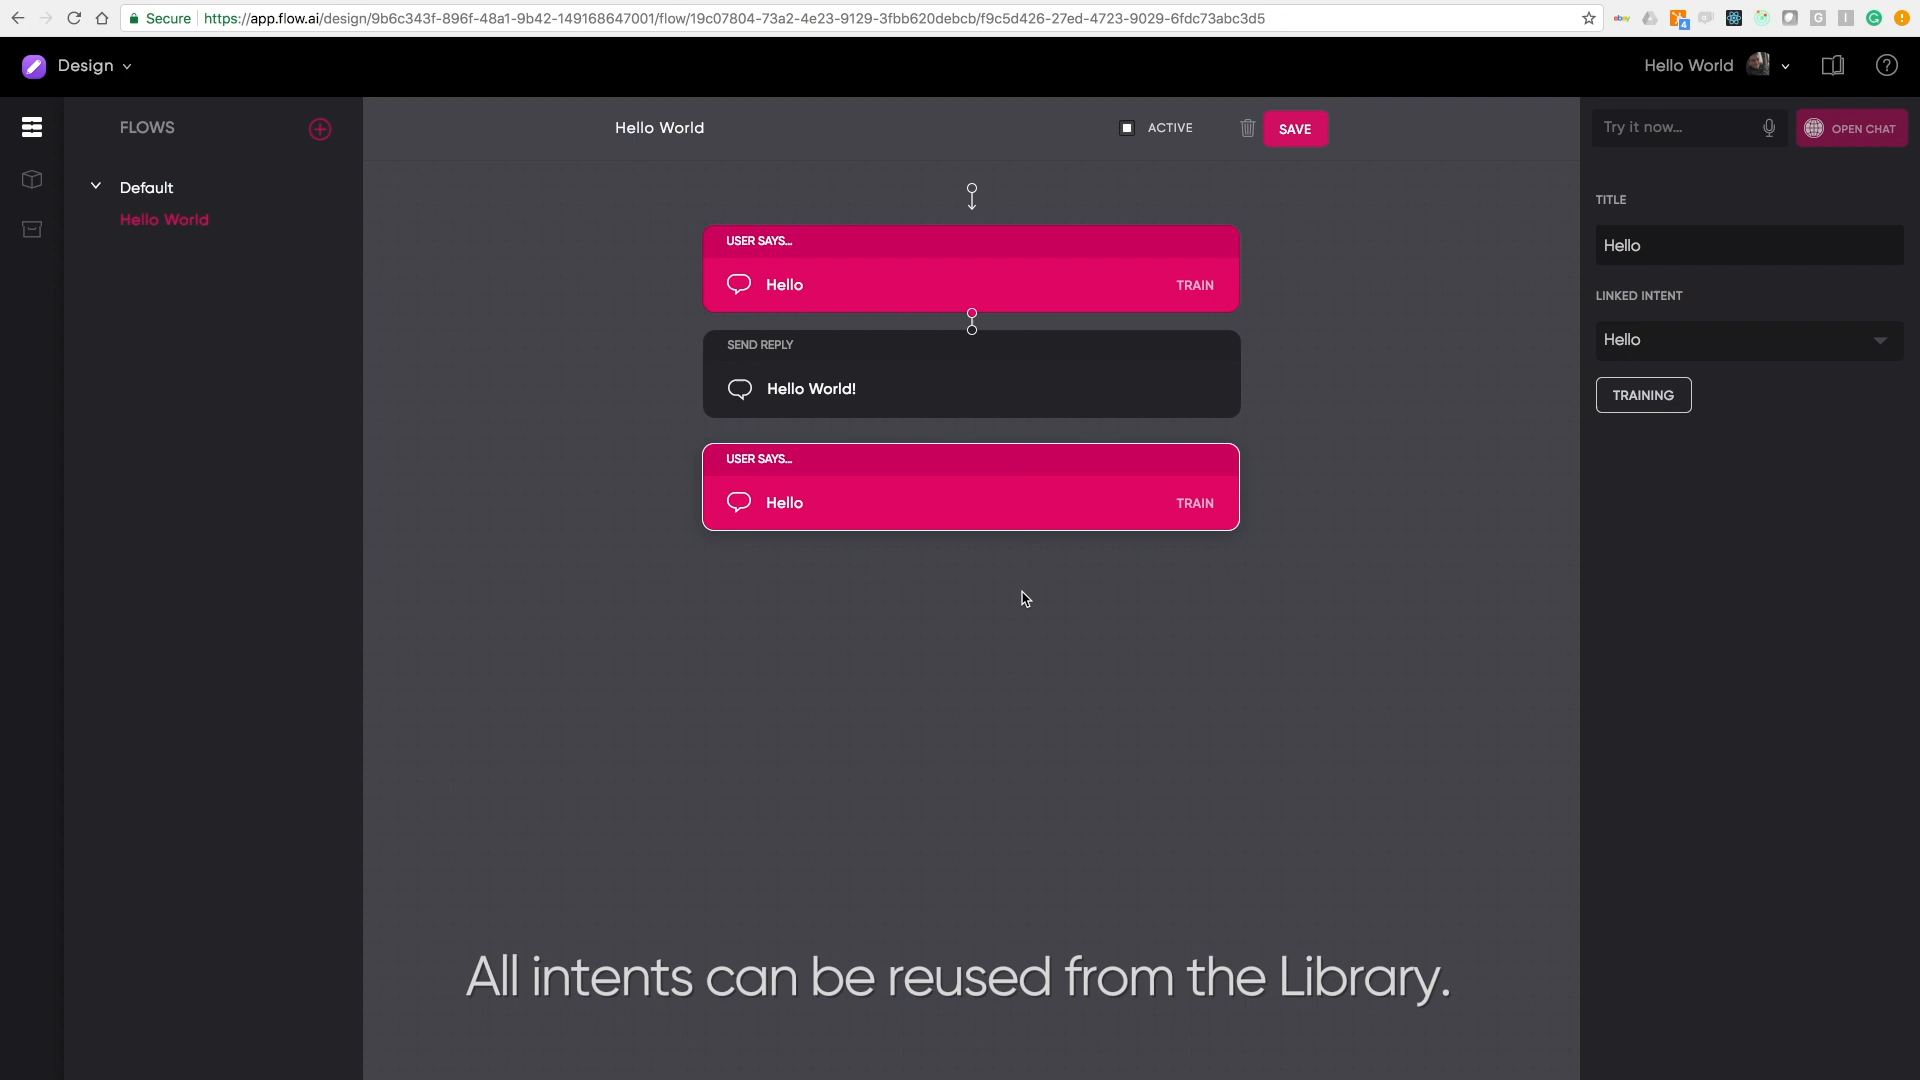 Secure https://app.flow.ai/design/9b6c343f-896f-48a1-9b42-149168647001/flow/19c07804-73a2-4e23-9129-3fbb620debcb/f9c5d426-27ed-4723-9029-6fdc73abc3d5
ebay
4
G
I
Design
Hello World
FLOWS
Hello World
ACTIVE
SAVE
Try it now...
OPEN CHAT
Default
Hello World
USER SAYS...
Hello
TRAIN
SEND REPLY
Hello World!
USER SAYS...
Hello
TRAIN
TITLE
Hello
LINKED INTENT
Hello
TRAINING
All intents can be reused from the Library.